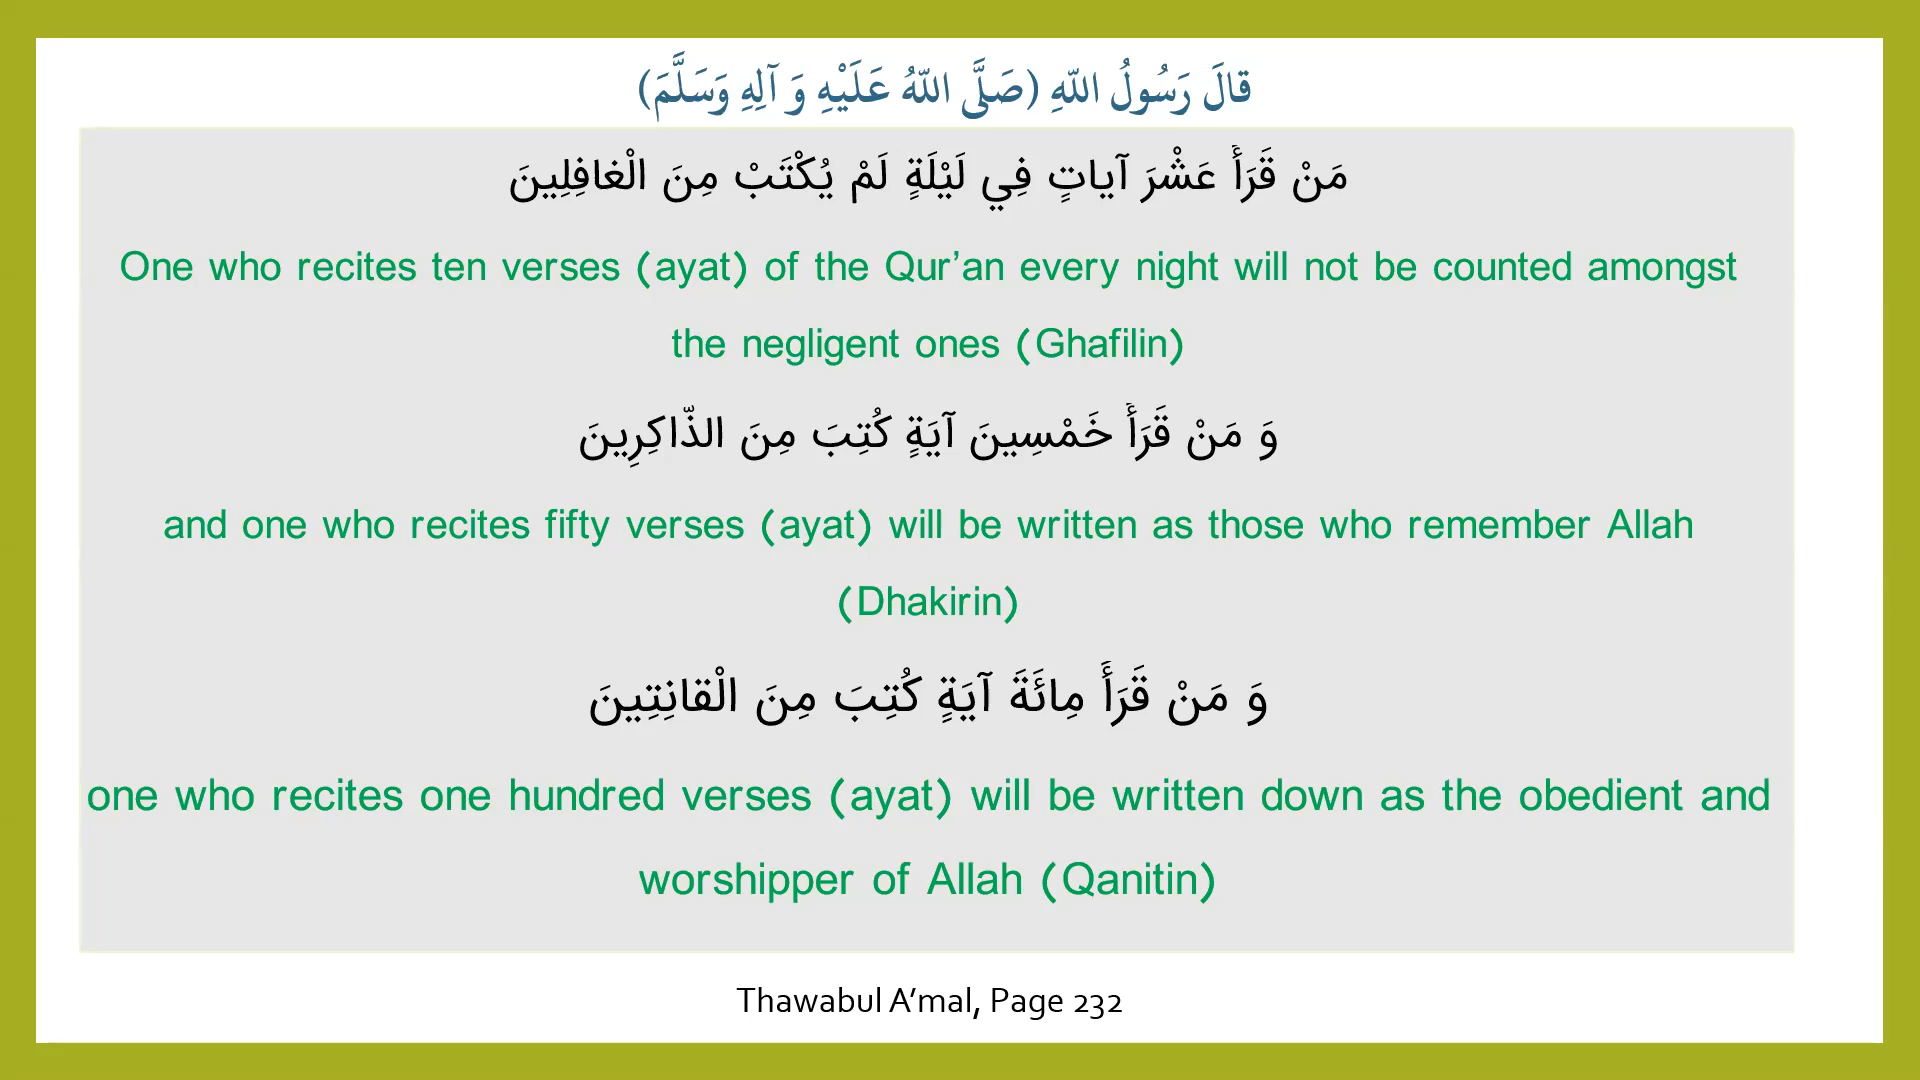 قالَ رَسُولُ اللّهِ (صَلَّى اللّهُ عَلَيْهِ وَ آلِهِ وَسَلَّمَ)
مَنْ قَرَأَ عَشْرَ آياتٍ فِي لَيْلَةٍ لَمْ يُكْتَبْ مِنَ الْغافِلِينَ
One who recites ten verses (ayat) of the Qur’an every night will not be counted amongst
the negligent ones (Ghafilin)
وَ مَنْ قَرَأَ خَمْسِينَ آيَةٍ كُتِبَ مِنَ الذّاكِرِينَ
and one who recites fifty verses (ayat) will be written as those who remember Allah
(Dhakirin)
وَ مَنْ قَرَأَ مِائَةَ آيَةٍ كُتِبَ مِنَ الْقانِتِينَ
one who recites one hundred verses (ayat) will be written down as the obedient and
worshipper of Allah (Qanitin)
Thawabul A’mal, Page 232